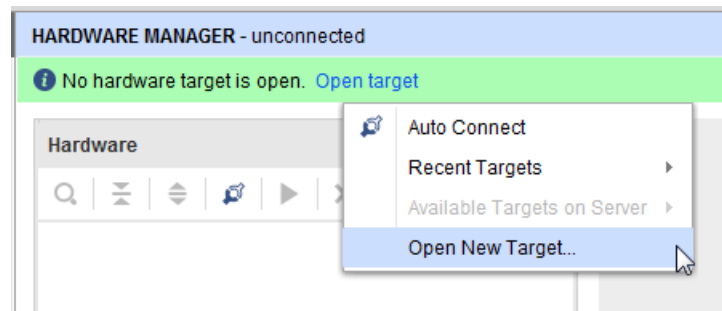 HARDWARE MANAGER - unconnected
No hardware target is open. Open target
Hardware
Auto Connect
Recent Targets
Available Targets on Server
Open New Target...